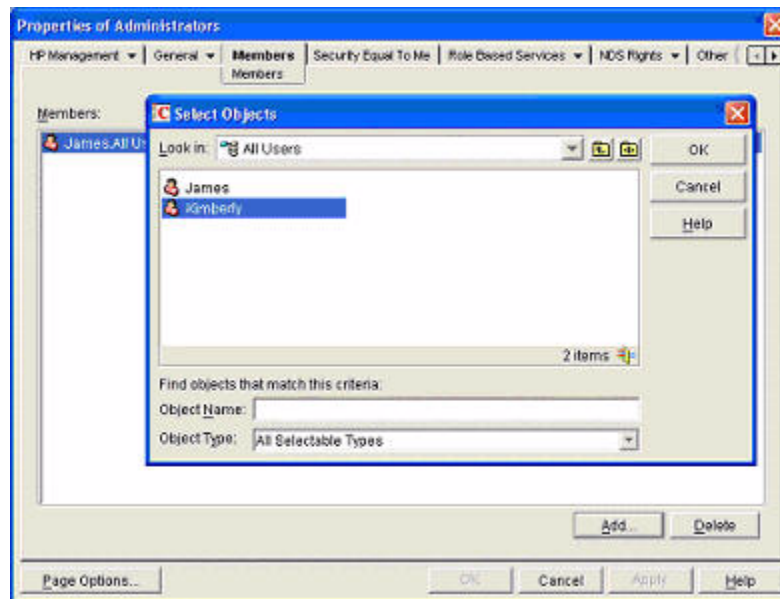 Properties of Administrators
HP Management General Members Security Equal To Me Role Based Services NDS Rights Other
Members
Members:
James.All Us
Select Objects
Look in: All Users
James
Kimberly
2 items
Find objects that match this criteria:
Object Name:
Object Type: All Selectable Types
OK
Cancel
Help
Add... Delete
Page Options... OK Cancel Apply Help